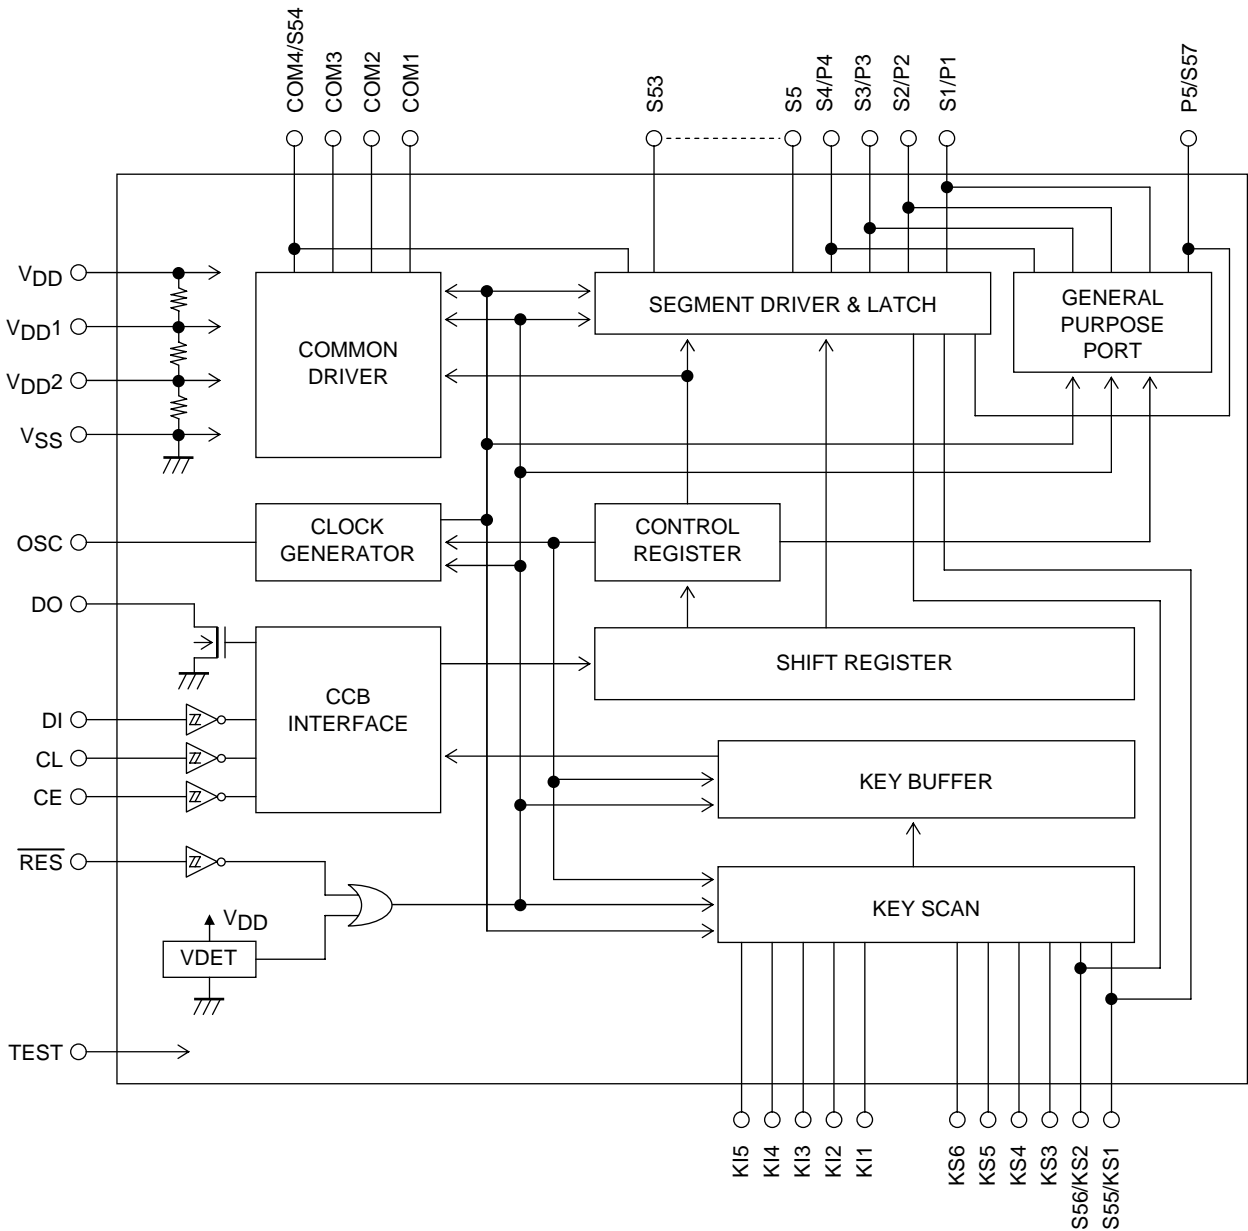 COM4/S54
COM3
COM2
COM1
S53
S5
S4/P4
S3/P3
S2/P2
S1/P1
P5/S57
VDD
VDD1
VDD2
VSS
COMMON
DRIVER
SEGMENT DRIVER & LATCH
GENERAL
PURPOSE
PORT
OSC
CLOCK
GENERATOR
CONTROL
REGISTER
DO
DI
CL
CE
CCB
INTERFACE
SHIFT REGISTER
KEY BUFFER
RES
VDD
VDET
KEY SCAN
TEST
KI5
KI4
KI3
KI2
KI1
KS6
KS5
KS4
KS3
S56/KS2
S55/KS1